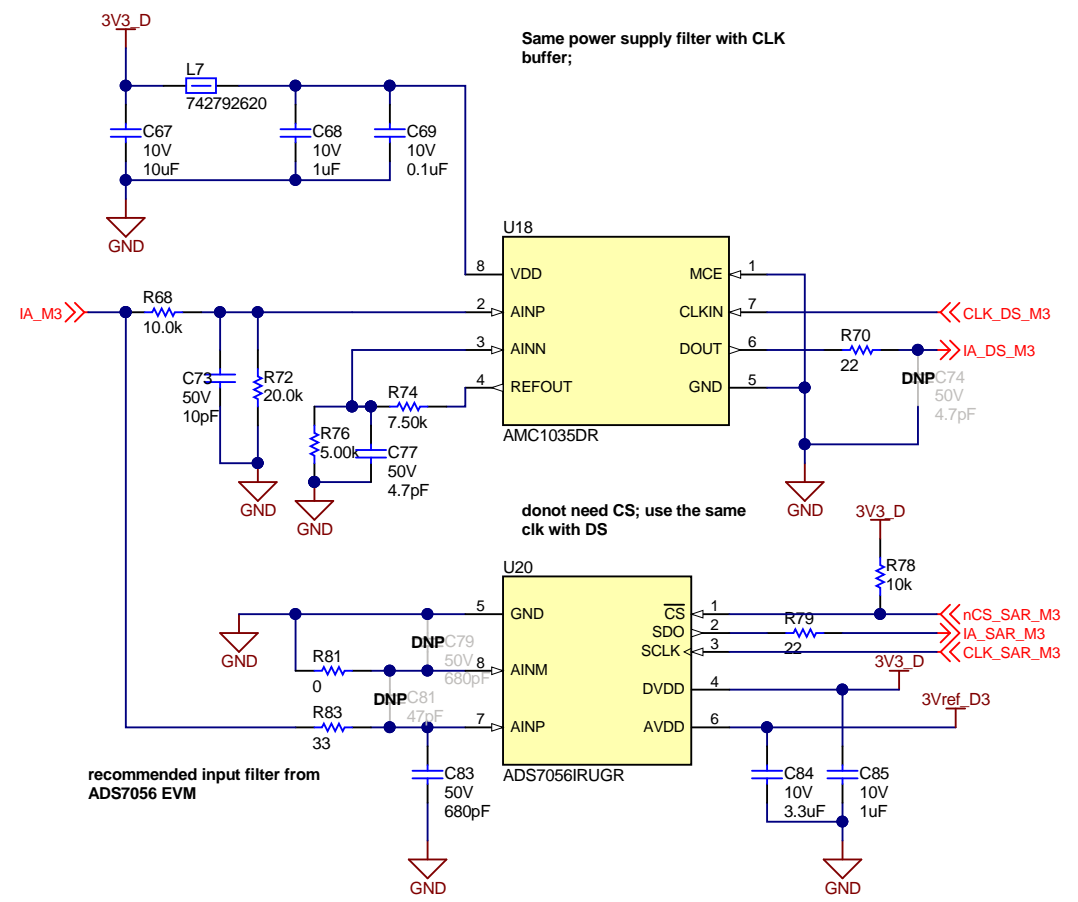 3V3_D
Same power supply filter with CLK
buffer;
L7
742792620
C67
10V
10uF
C68
10V
1uF
C69
10V
0.1uF
GND
U18
8
VDD
MCE
1
IA_M3
R68
10.0k
2
AINP
CLKIN
7
CLK_DS_M3
3
AINN
DOUT
6
R70
22
IA_DS_M3
4
REFOUT
GND
5
DNP
C74
50V
4.7pF
C73
50V
10pF
R72
20.0k
R74
7.50k
R76
5.00k
C77
50V
4.7pF
AMC1035DR
GND
GND
GND
donot need CS; use the same
clk with DS
3V3_D
R78
10k
U20
5
GND
CS
1
nCS_SAR_M3
SDO
2
R79
22
IA_SAR_M3
SCLK
3
CLK_SAR_M3
GND
DNP
C79
50V
680pF
R81
0
8
AINM
DVDD
4
3V3_D
DNP
C81
47pF
R83
33
7
AINP
AVDD
6
3Vref_D3
ADS7056IRUGR
recommended input filter from
ADS7056 EVM
C83
50V
680pF
C84
10V
3.3uF
C85
10V
1uF
GND
GND